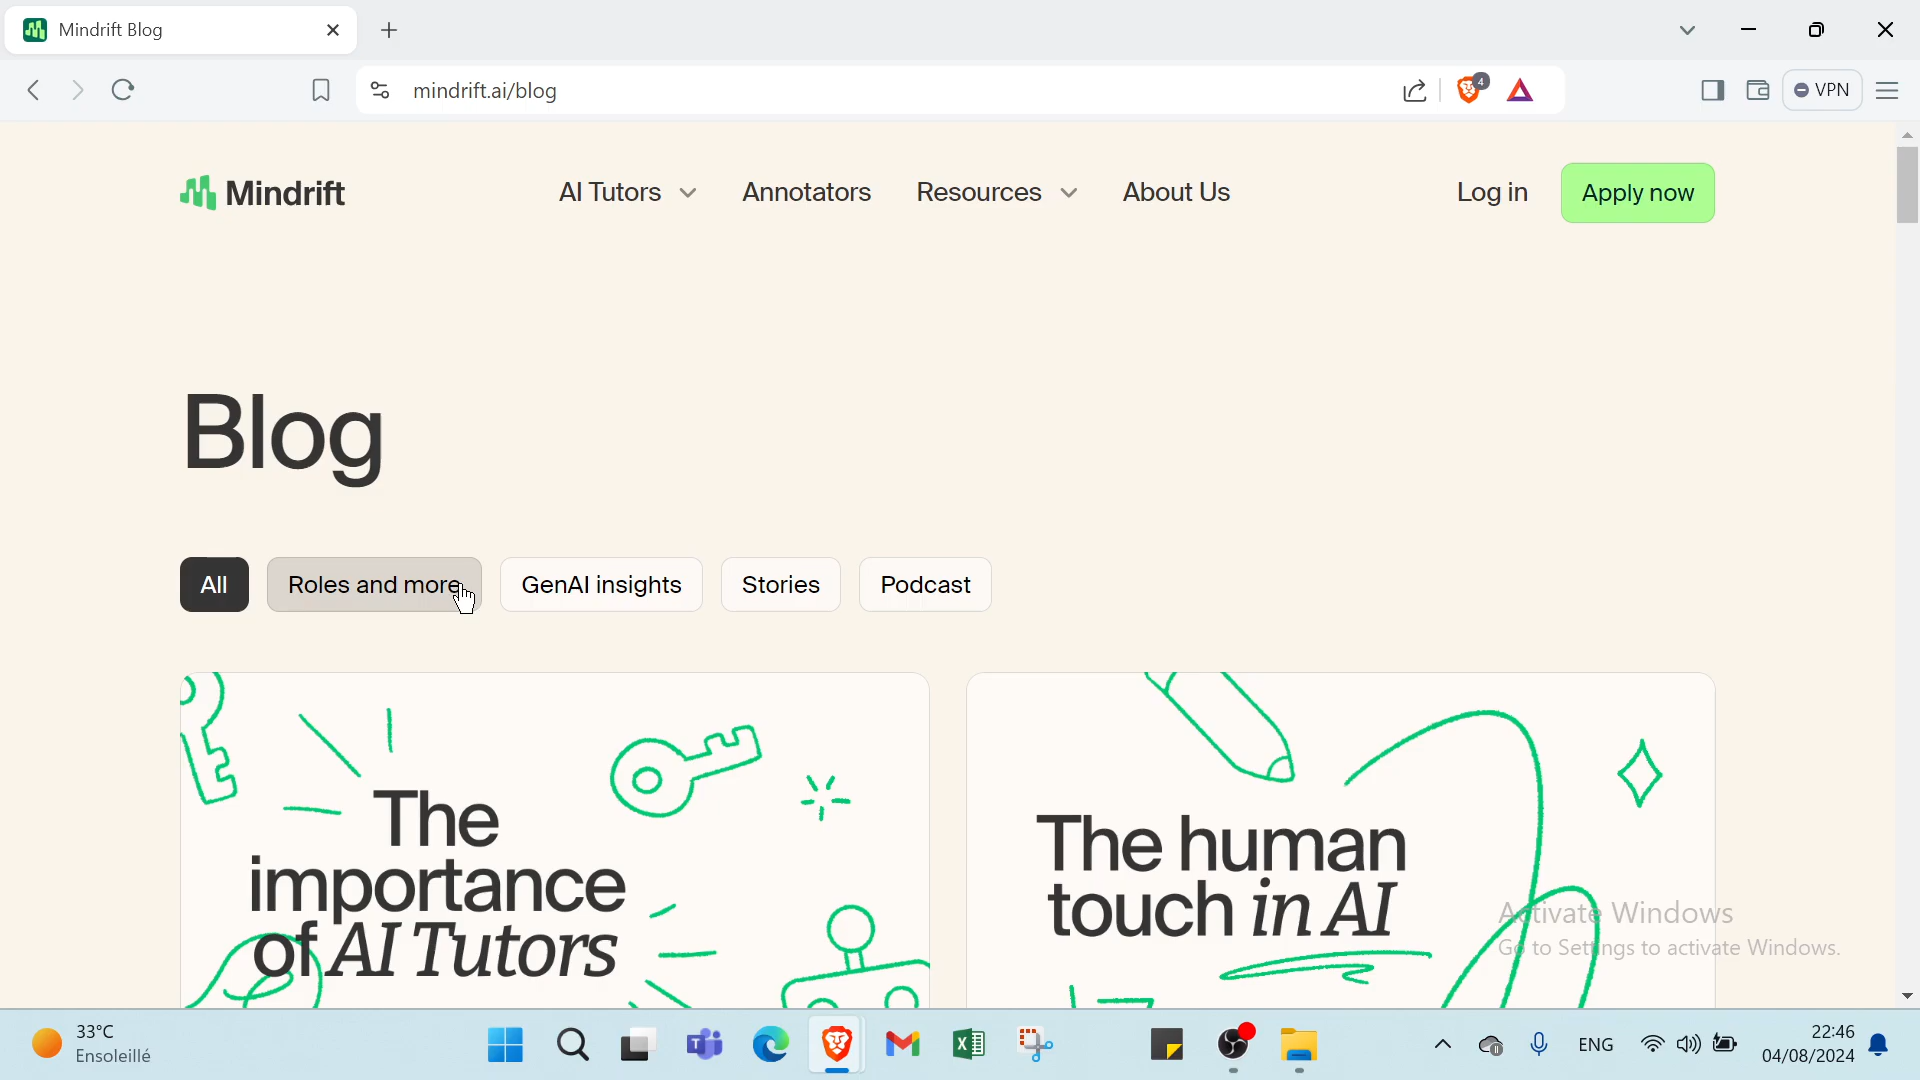 Mindrift Blog
mindrift.ai/blog
4
VPN
Mindrift
AI Tutors
Annotators
Resources
About Us
Log in
Apply now
Blog
All
Roles and more
GenAI insights
Stories
Podcast
The
importance
of AI Tutors
The human
touch in AI
Activate Windows
Go to Settings to activate Windows.
33°C
Ensoleillé
ENG
22:46
04/08/2024